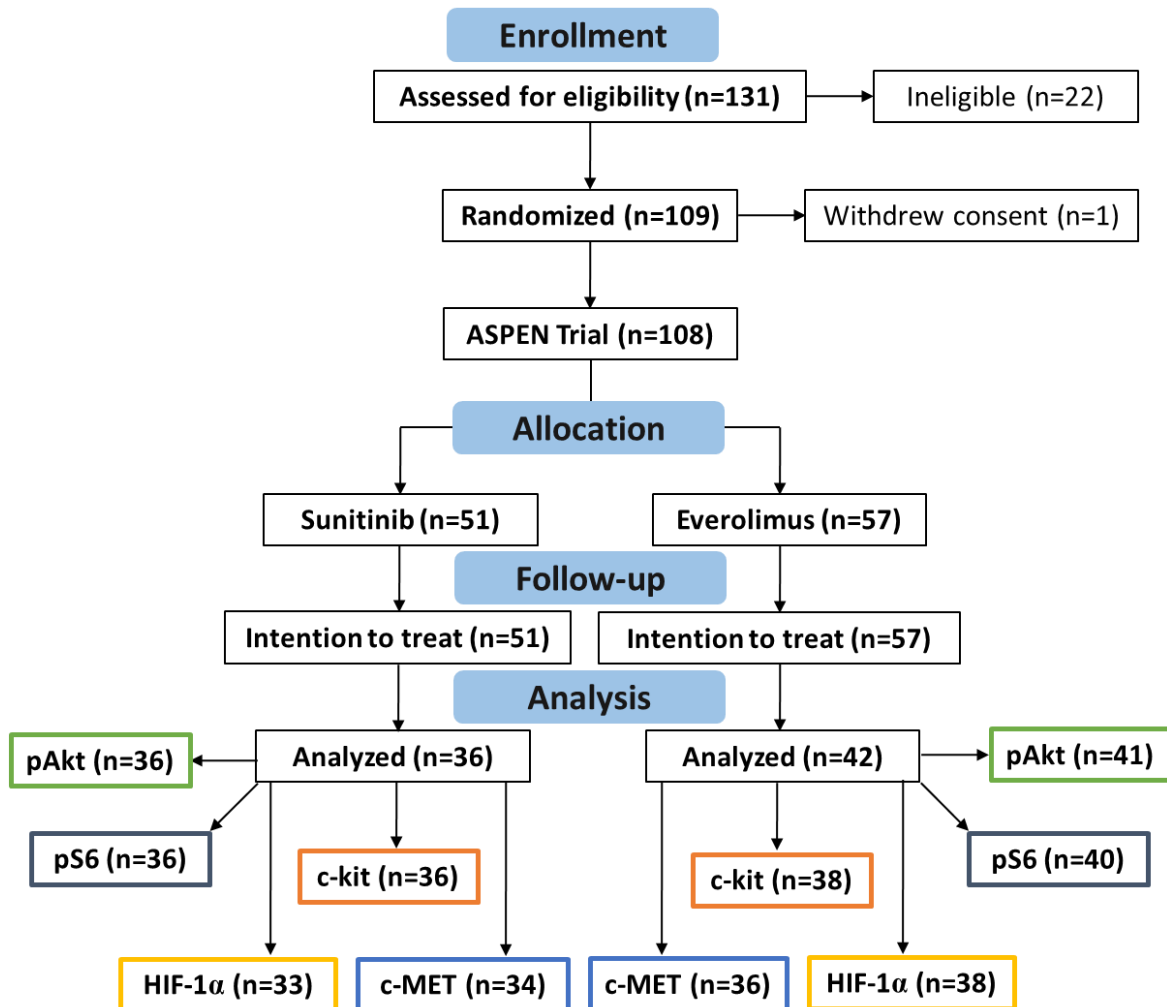 Enrollment
Assessed for eligibility (n=131)
Ineligible (n=22)
Randomized (n=109)
Withdrew consent (n=1)
ASPEN Trial (n=108)
Allocation
Sunitinib (n=51)
Everolimus (n=57)
Follow-up
Intention to treat (n=51)
Intention to treat (n=57)
Analysis
Analyzed (n=36)
Analyzed (n=42)
pAkt (n=36)
pAkt (n=41)
pS6 (n=36)
c-kit (n=36)
c-kit (n=38)
pS6 (n=40)
HIF-1α (n=33)
c-MET (n=34)
c-MET (n=36)
HIF-1α (n=38)